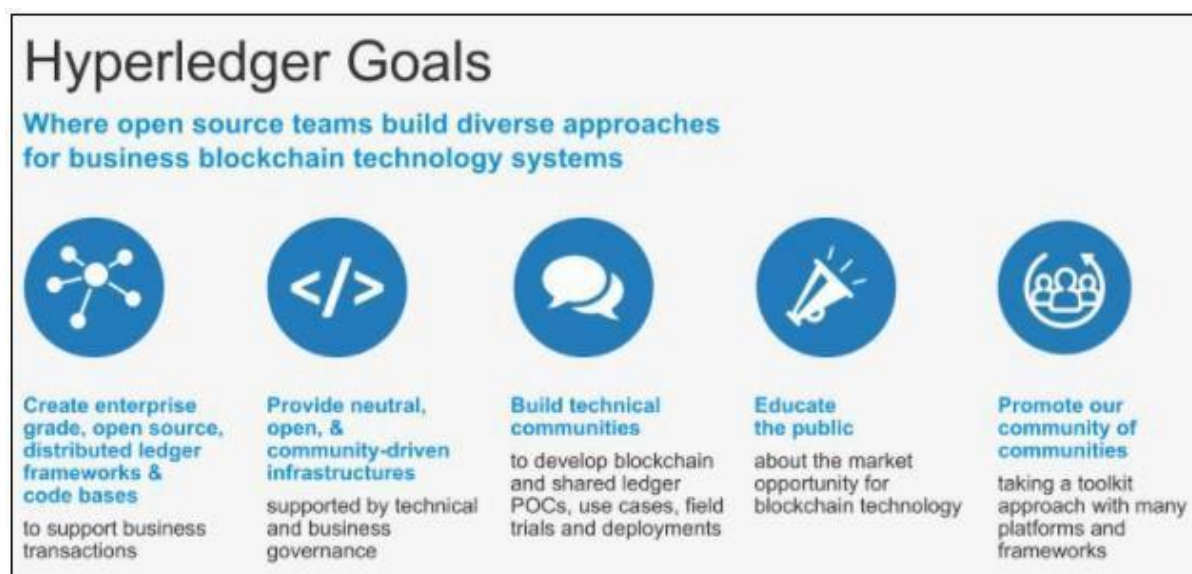 Hyperledger Goals
Where open source teams build diverse approaches
for business blockchain technology systems
</>
Create enterprise
grade, open source,
distributed ledger
frameworks &
code bases
to support business
transactions
Provide neutral,
open, &
community-driven
infrastructures
supported by technical
and business
governance
Build technical
communities
to develop blockchain
and shared ledger
POCs, use cases, field
trials and deployments
Educate
the public
about the market
opportunity for
blockchain technology
Promote our
community of
communities
taking a toolkit
approach with many
platforms and
frameworks